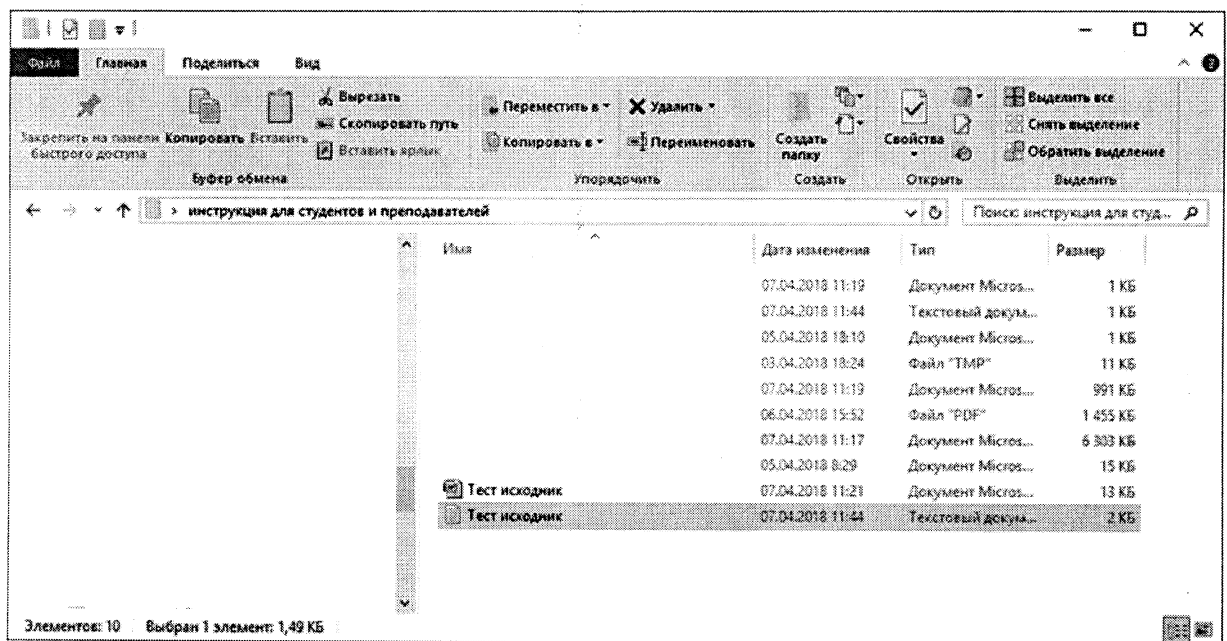 Файл Главная Поделиться Вид
Закрепить на панели быстрого доступа
Копировать
Вставить
Вырезать
Скопировать путь
Вставить ярлык
Буфер обмена
Переместить в
Копировать в
Удалить
Переименовать
Упорядочить
Создать папку
Создать
Свойства
Открыть
Выделить все
Снять выделение
Обратить выделение
Выделить
› инструкция для студентов и преподавателей
Поиск: инструкция для студ...
Имя Дата изменения Тип Размер
07.04.2018 11:19 Документ Micros... 1 КБ
07.04.2018 11:44 Текстовый докум... 1 КБ
05.04.2018 18:10 Документ Micros... 1 КБ
03.04.2018 18:24 Файл "TMP" 11 КБ
07.04.2018 11:19 Документ Micros... 991 КБ
06.04.2018 15:52 Файл "PDF" 1 455 КБ
07.04.2018 11:17 Документ Micros... 6 303 КБ
05.04.2018 8:29 Документ Micros... 15 КБ
Тест исходник 07.04.2018 11:21 Документ Micros... 13 КБ
Тест исходник 07.04.2018 11:44 Текстовый докум... 2 КБ
Элементов: 10 Выбран 1 элемент: 1,49 КБ